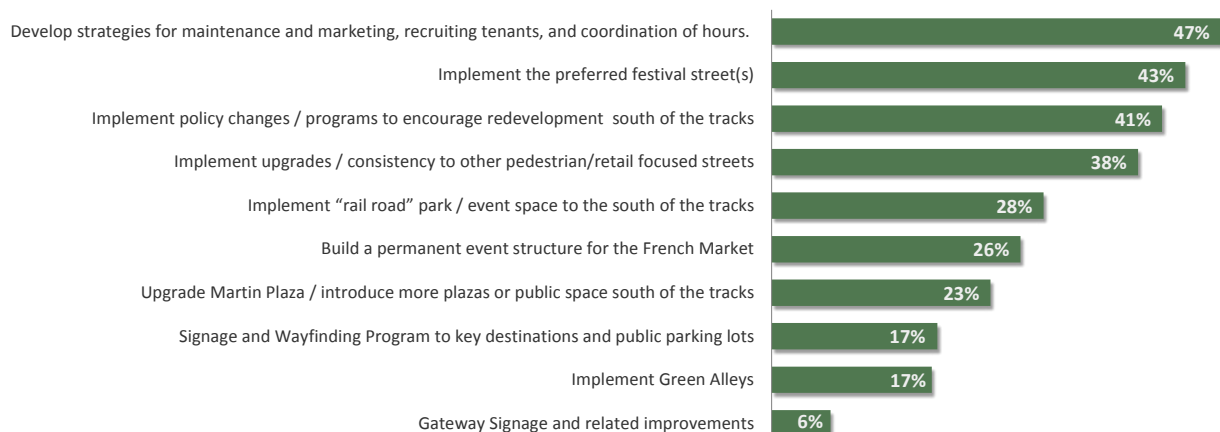 Develop strategies for maintenance and marketing, recruiting tenants, and coordination of hours. 47%
Implement the preferred festival street(s) 43%
Implement policy changes / programs to encourage redevelopment south of the tracks 41%
Implement upgrades / consistency to other pedestrian/retail focused streets 38%
Implement “rail road” park / event space to the south of the tracks 28%
Build a permanent event structure for the French Market 26%
Upgrade Martin Plaza / introduce more plazas or public space south of the tracks 23%
Signage and Wayfinding Program to key destinations and public parking lots 17%
Implement Green Alleys 17%
Gateway Signage and related improvements 6%